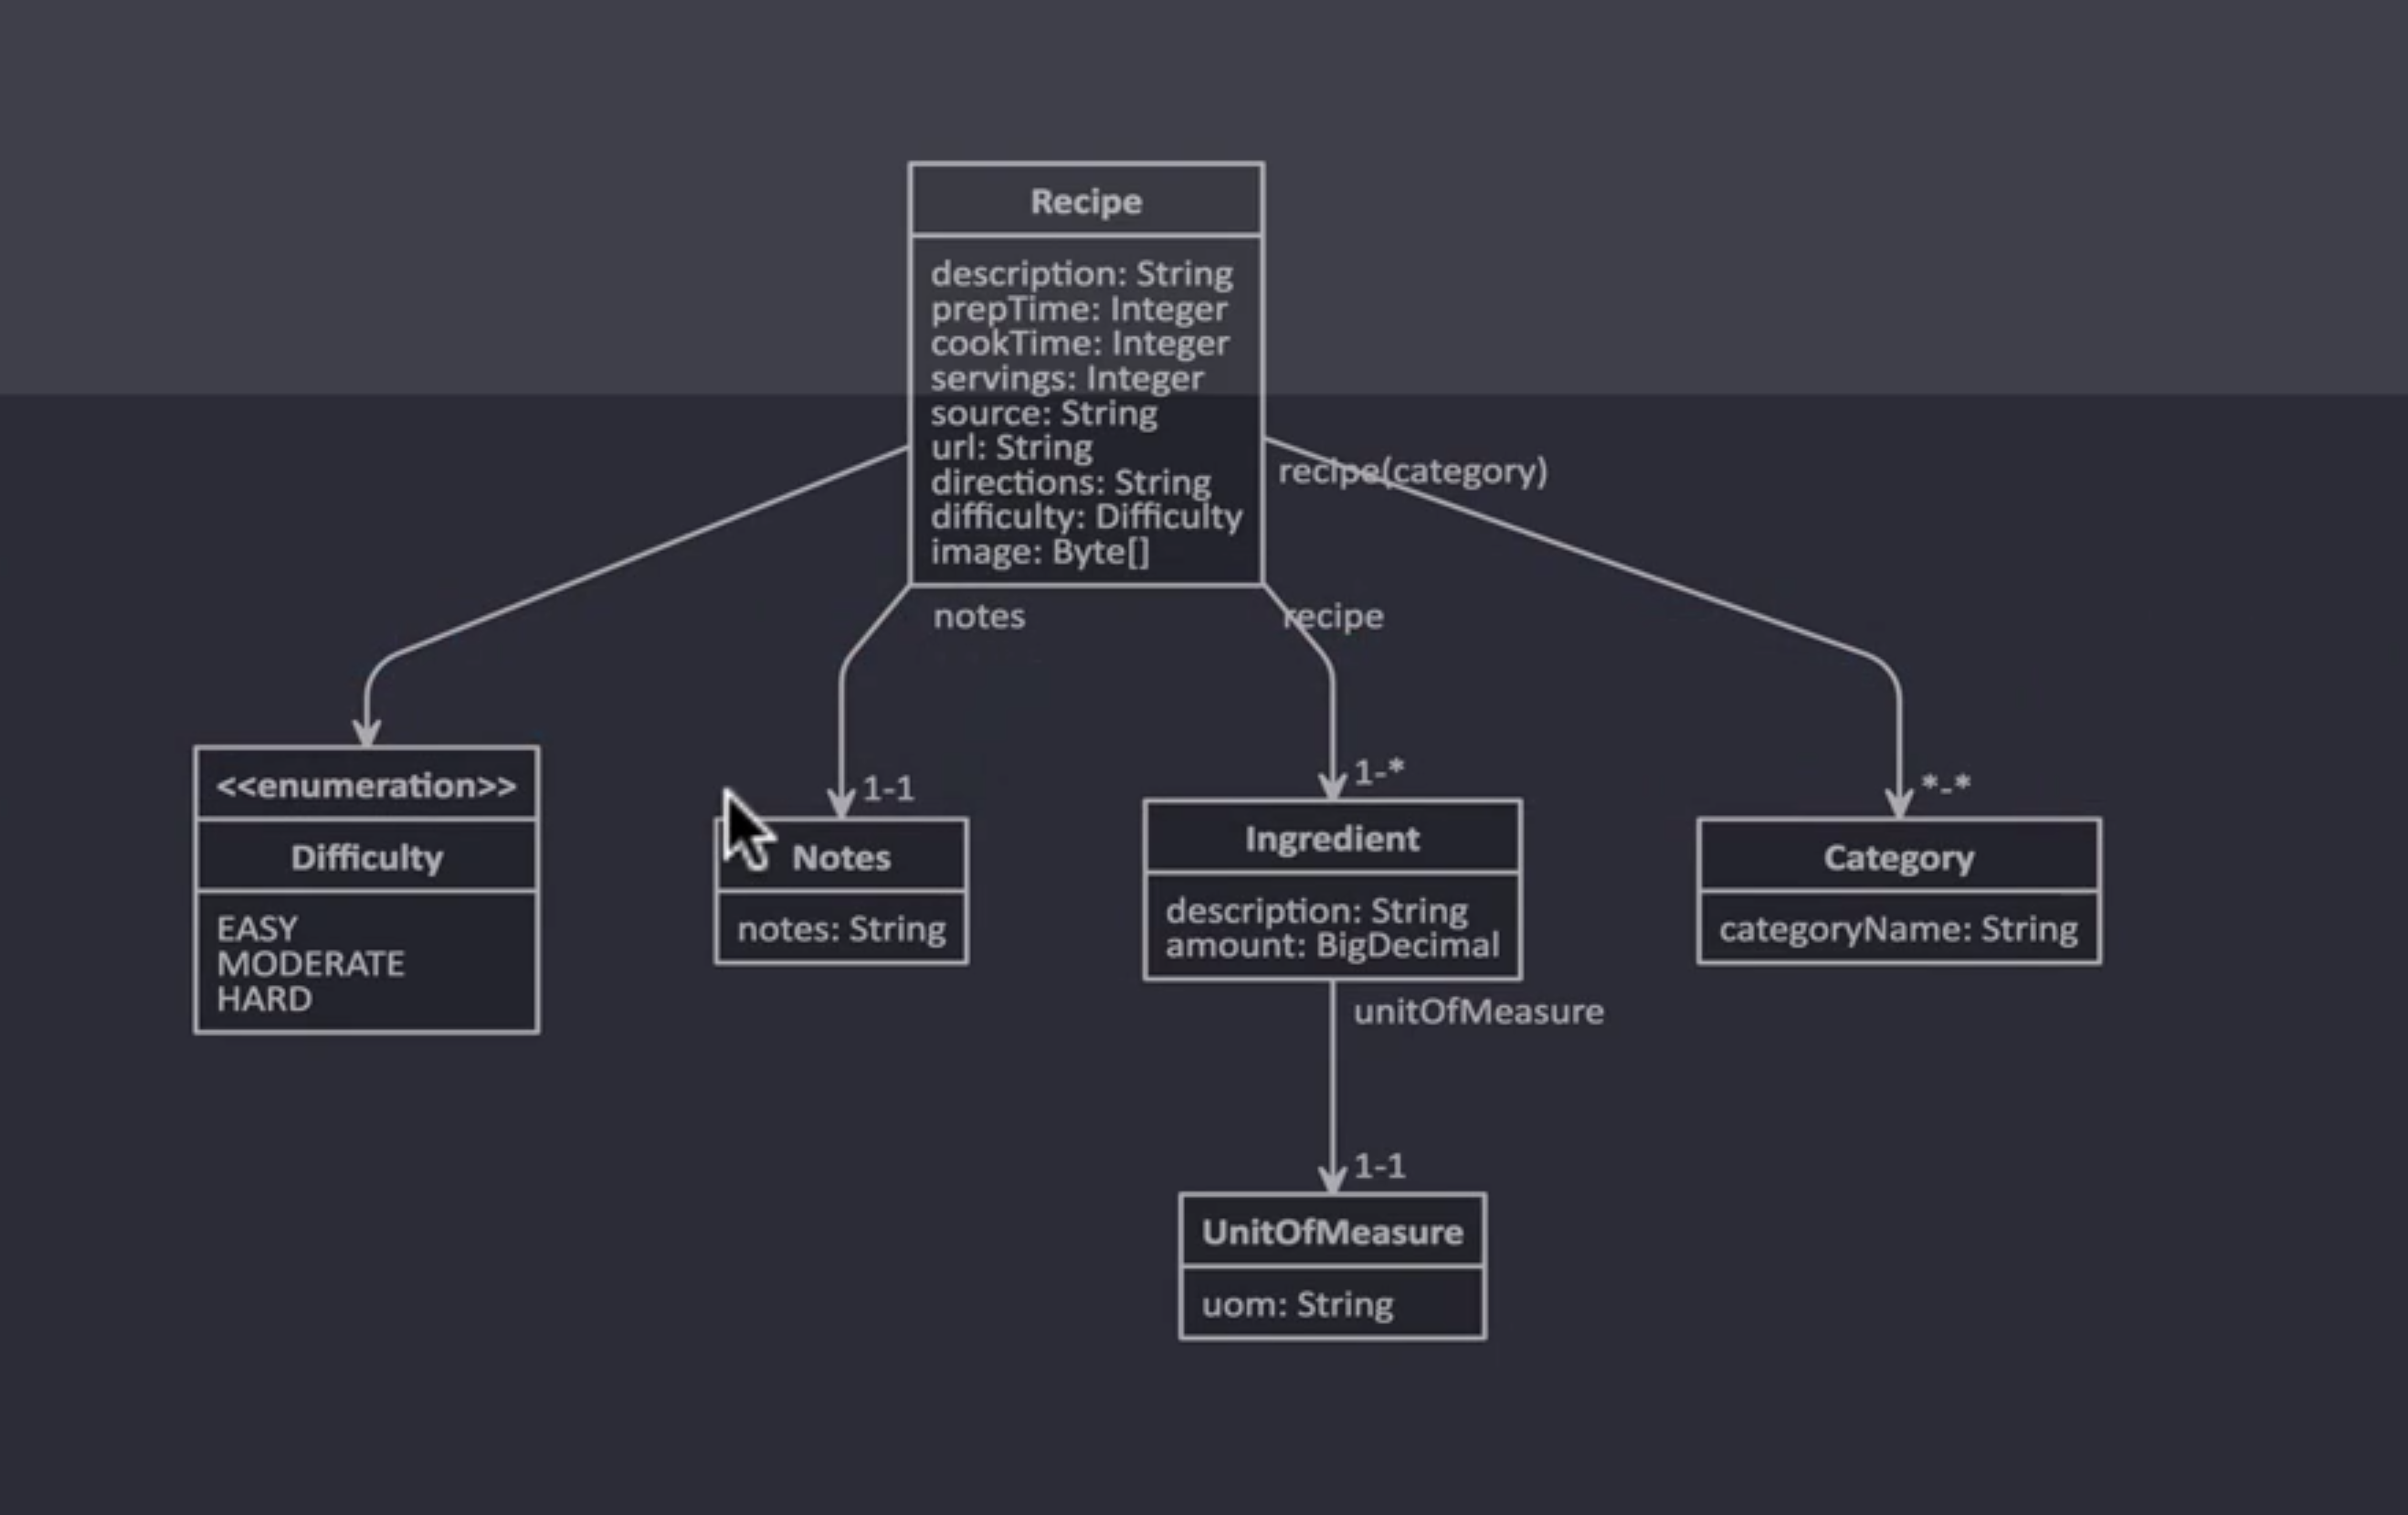 Recipe
description: String
prepTime: Integer
cookTime: Integer
servings: Integer
source: String
url: String
directions: String
difficulty: Difficulty
image: Byte[]
recipe(category)
notes
recipe
<<enumeration>>
Difficulty
EASY
MODERATE
HARD
1-1
Notes
notes: String
1-*
Ingredient
description: String
amount: BigDecimal
*-*
Category
categoryName: String
unitOfMeasure
1-1
UnitOfMeasure
uom: String